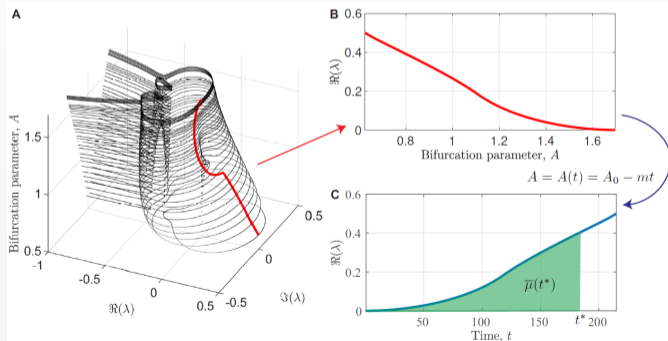 A
Bifurcation parameter, A
1.5
1
0.5
-1
-0.5
0
0.5
ℜ(λ)
-0.5
0
0.5
ℑ(λ)
B
ℜ(λ)
0.6
0.4
0.2
0
0.8
1
1.2
1.4
1.6
Bifurcation parameter, A
A = A(t) = A₀ − mt
C
ℜ(λ)
0.6
0.4
0.2
0
μ̅(t*)
50
100
150
t*
200
Time, t